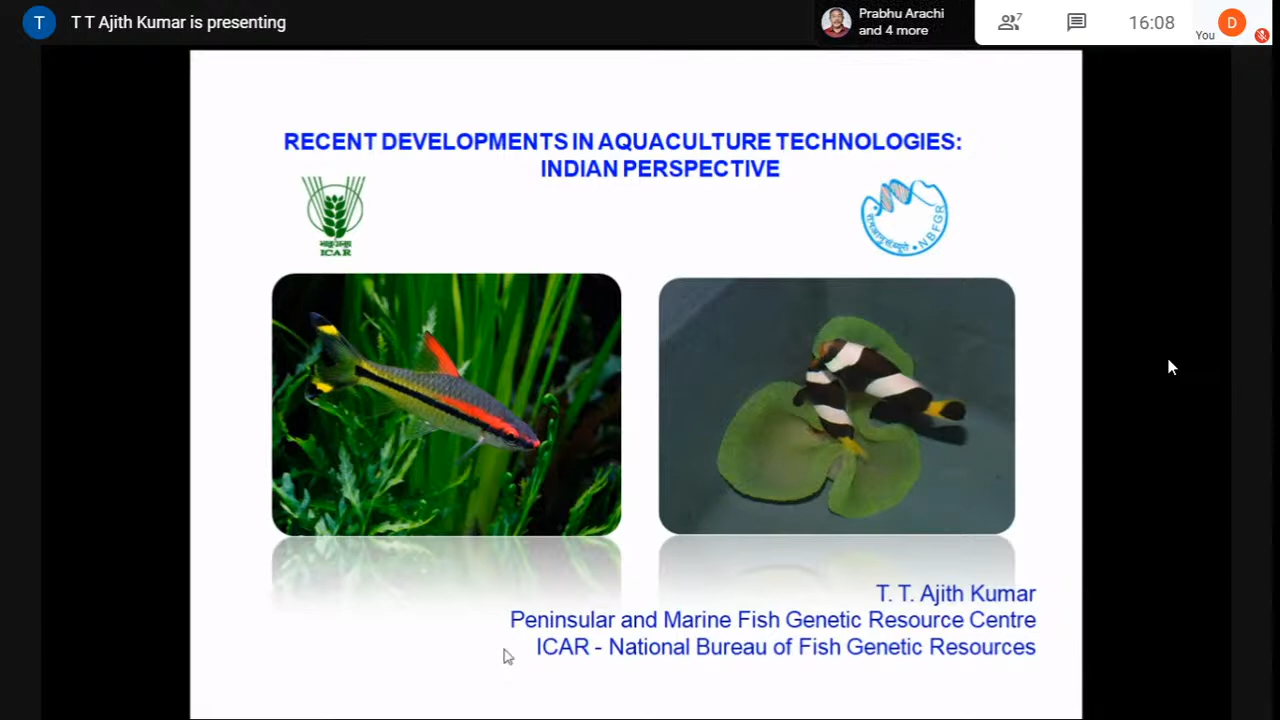 T
T T Ajith Kumar is presenting
Prabhu Arachi
and 4 more
7
16:08
You
D
RECENT DEVELOPMENTS IN AQUACULTURE TECHNOLOGIES:
INDIAN PERSPECTIVE
ICAR
NBFGR
T. T. Ajith Kumar
Peninsular and Marine Fish Genetic Resource Centre
ICAR - National Bureau of Fish Genetic Resources